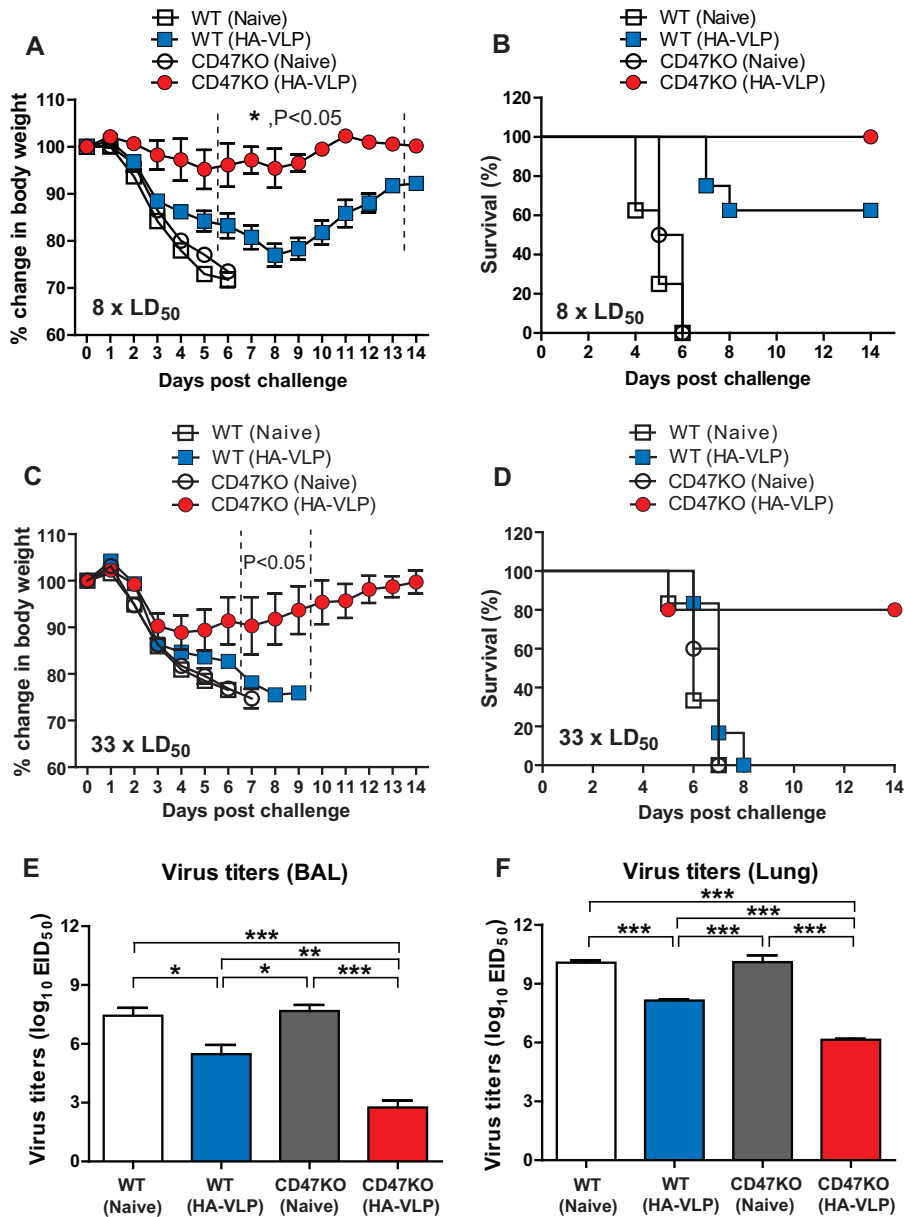 A
WT (Naive)
WT (HA-VLP)
CD47KO (Naive)
CD47KO (HA-VLP)
% change in body weight
110
100
90
80
70
60
* ,P<0.05
8 x LD50
0 1 2 3 4 5 6 7 8 9 10 11 12 13 14
Days post challenge
B
WT (Naive)
WT (HA-VLP)
CD47KO (Naive)
CD47KO (HA-VLP)
Survival (%)
120
100
80
60
40
20
0
8 x LD50
0 2 4 6 8 10 12 14
Days post challenge
C
WT (Naive)
WT (HA-VLP)
CD47KO (Naive)
CD47KO (HA-VLP)
% change in body weight
110
100
90
80
70
60
P<0.05
33 x LD50
0 1 2 3 4 5 6 7 8 9 10 11 12 13 14
Days post challenge
D
WT (Naive)
WT (HA-VLP)
CD47KO (Naive)
CD47KO (HA-VLP)
Survival (%)
120
100
80
60
40
20
0
33 x LD50
0 2 4 6 8 10 12 14
Days post challenge
E
Virus titers (BAL)
Virus titers (log10 EID50)
12
9
6
3
0
***
**
* * ***
WT (Naive)
WT (HA-VLP)
CD47KO (Naive)
CD47KO (HA-VLP)
F
Virus titers (Lung)
Virus titers (log10 EID50)
12
9
6
3
0
***
***
*** *** ***
WT (Naive)
WT (HA-VLP)
CD47KO (Naive)
CD47KO (HA-VLP)